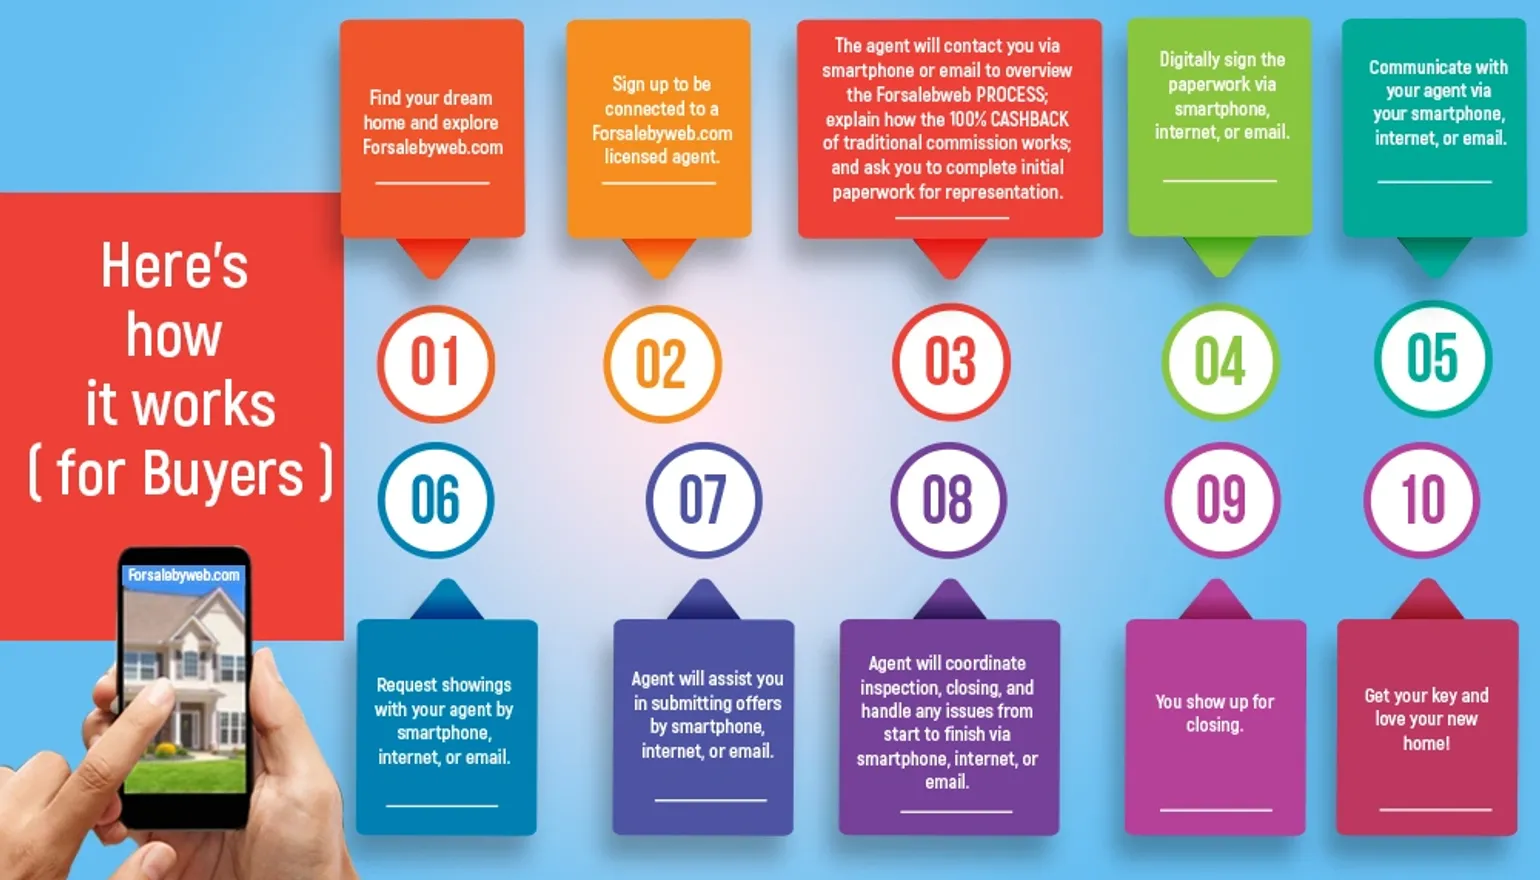 Here's
how
it works
( for Buyers )
Forsalebyweb.com
Find your dream
home and explore
Forsalebyweb.com
01
Sign up to be
connected to a
Forsalebyweb.com
licensed agent.
02
The agent will contact you via
smartphone or email to overview
the Forsalebweb PROCESS;
explain how the 100% CASHBACK
of traditional commission works;
and ask you to complete initial
paperwork for representation.
03
Digitally sign the
paperwork via
smartphone,
internet, or email.
04
Communicate with
your agent via
your smartphone,
internet, or email.
05
06
Request showings
with your agent by
smartphone,
internet, or email.
07
Agent will assist you
in submitting offers
by smartphone,
internet, or email.
08
Agent will coordinate
inspection, closing, and
handle any issues from
start to finish via
smartphone, internet, or
email.
09
You show up for
closing.
10
Get your key and
love your new
home!